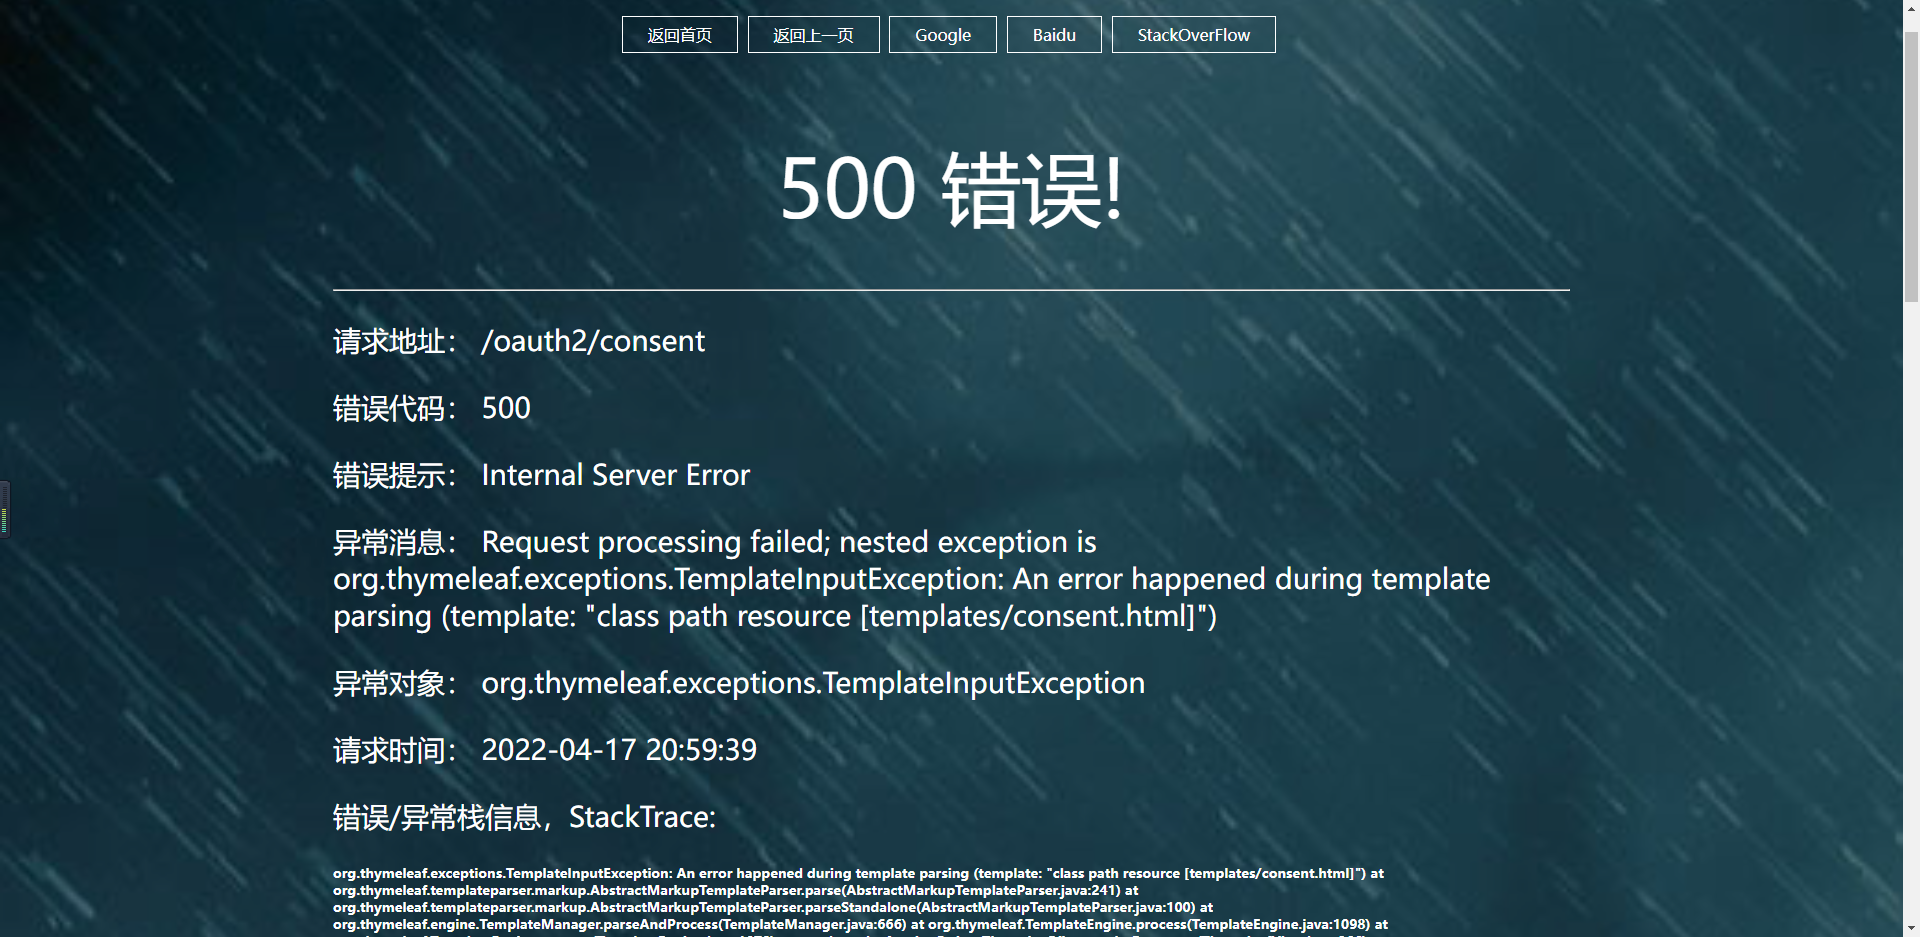 返回首页 返回上一页 Google Baidu StackOverFlow
500 错误!
请求地址： /oauth2/consent
错误代码： 500
错误提示： Internal Server Error
异常消息： Request processing failed; nested exception is
org.thymeleaf.exceptions.TemplateInputException: An error happened during template
parsing (template: "class path resource [templates/consent.html]")
异常对象： org.thymeleaf.exceptions.TemplateInputException
请求时间： 2022-04-17 20:59:39
错误/异常栈信息，StackTrace:
org.thymeleaf.exceptions.TemplateInputException: An error happened during template parsing (template: "class path resource [templates/consent.html]") at
org.thymeleaf.templateparser.markup.AbstractMarkupTemplateParser.parse(AbstractMarkupTemplateParser.java:241) at
org.thymeleaf.templateparser.markup.AbstractMarkupTemplateParser.parseStandalone(AbstractMarkupTemplateParser.java:100) at
org.thymeleaf.engine.TemplateManager.parseAndProcess(TemplateManager.java:666) at org.thymeleaf.TemplateEngine.process(TemplateEngine.java:1098) at